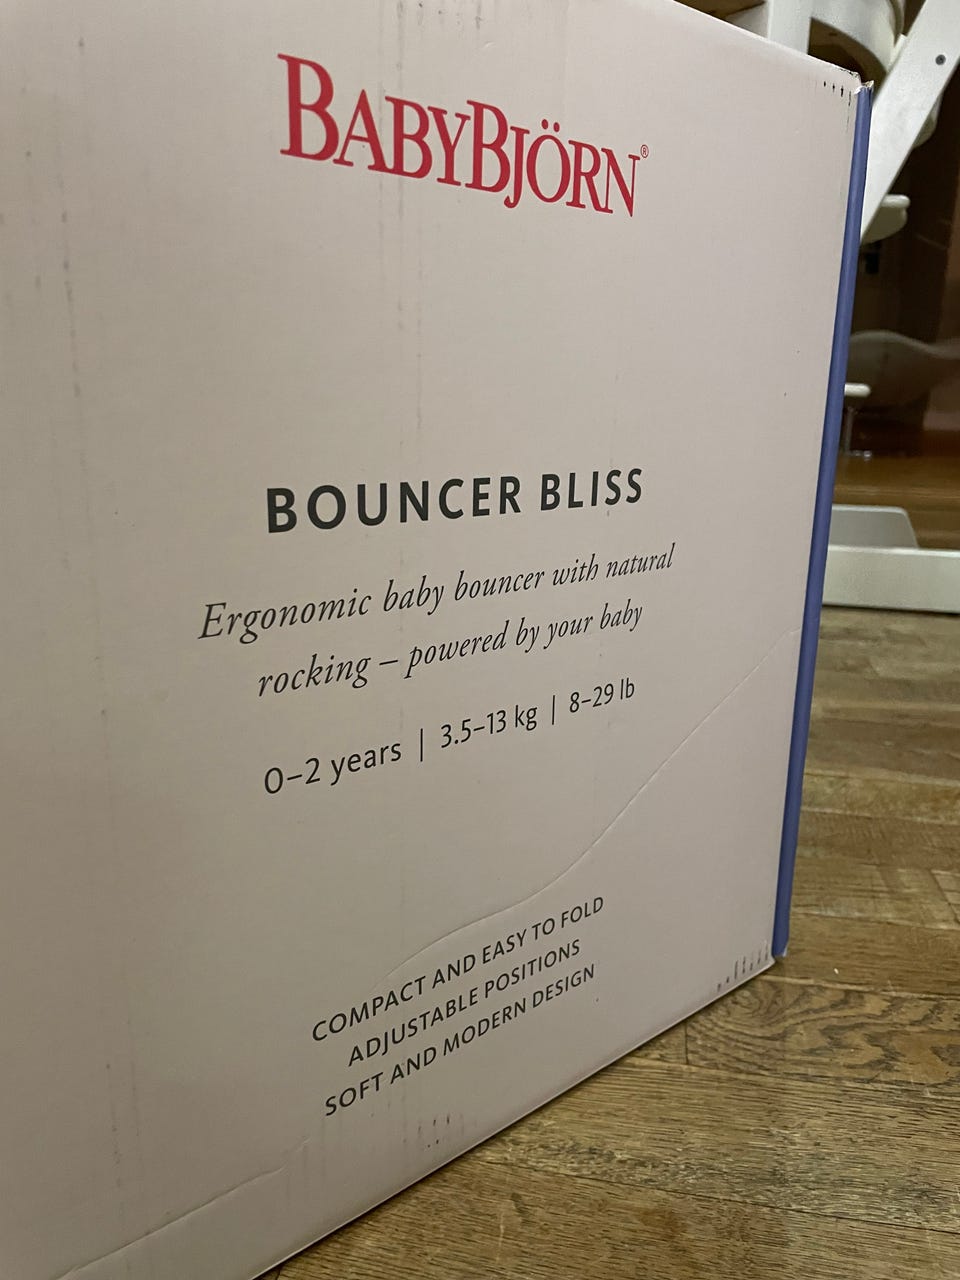 BABYBJÖRN®
BOUNCER BLISS
Ergonomic baby bouncer with natural
rocking – powered by your baby
0–2 years | 3.5–13 kg | 8–29 lb
COMPACT AND EASY TO FOLD
ADJUSTABLE POSITIONS
SOFT AND MODERN DESIGN